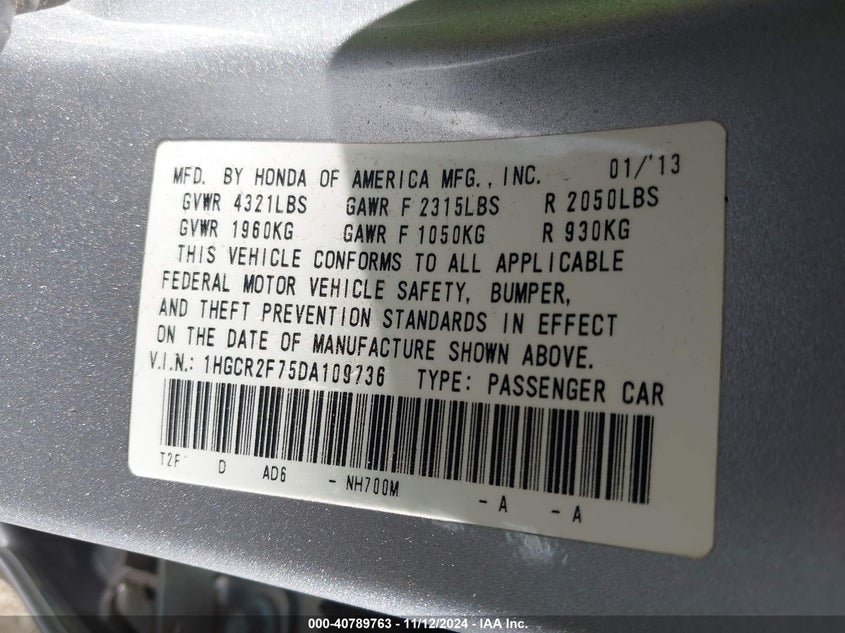 MFD. BY HONDA OF AMERICA MFG., INC. 01/'13
GVWR 4321LBS GAWR F 2315LBS R 2050LBS
GVWR 1960KG GAWR F 1050KG R 930KG
THIS VEHICLE CONFORMS TO ALL APPLICABLE
FEDERAL MOTOR VEHICLE SAFETY, BUMPER,
AND THEFT PREVENTION STANDARDS IN EFFECT
ON THE DATE OF MANUFACTURE SHOWN ABOVE.
V.I.N.: 1HGCR2F75DA109736 TYPE: PASSENGER CAR
T2F D AD6 - NH700M - A - A
000-40789763 - 11/12/2024 - IAA Inc.